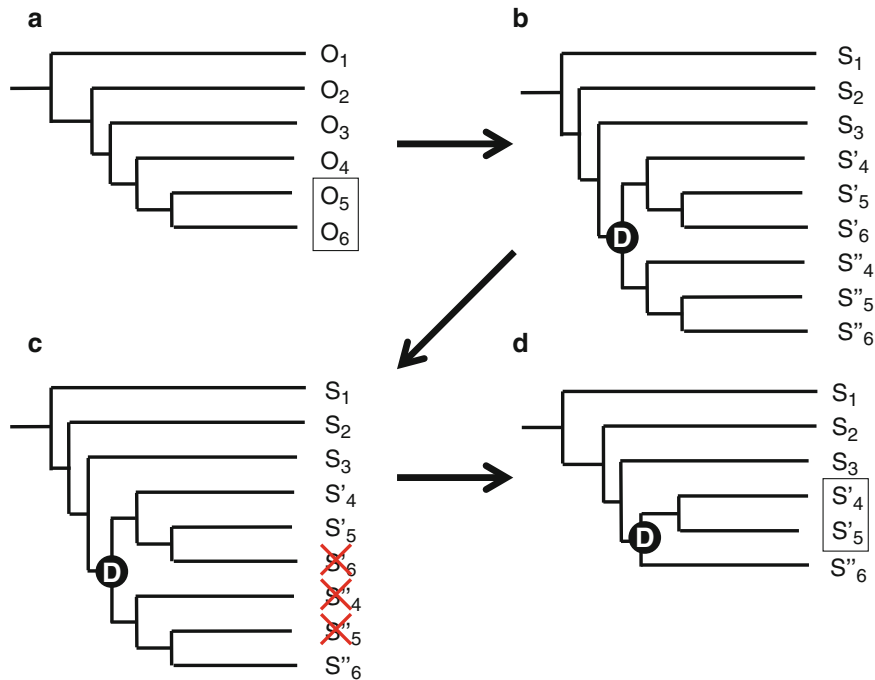 a
O₁
O₂
O₃
O₄
O₅
O₆
b
S₁
S₂
S₃
S'₄
S'₅
S'₆
D
S"₄
S"₅
S"₆
c
S₁
S₂
S₃
S'₄
S'₅
S'₆
D
S"₄
S"₅
S"₆
d
S₁
S₂
S₃
S'₄
S'₅
D
S"₆